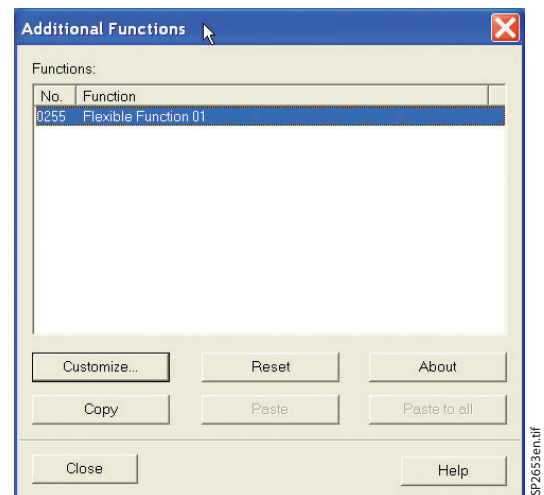 Additional Functions
Functions:
No. Function
0255 Flexible Function 01
Customize... Reset About
Copy Paste Paste to all
Close Help
SP2653en.tif